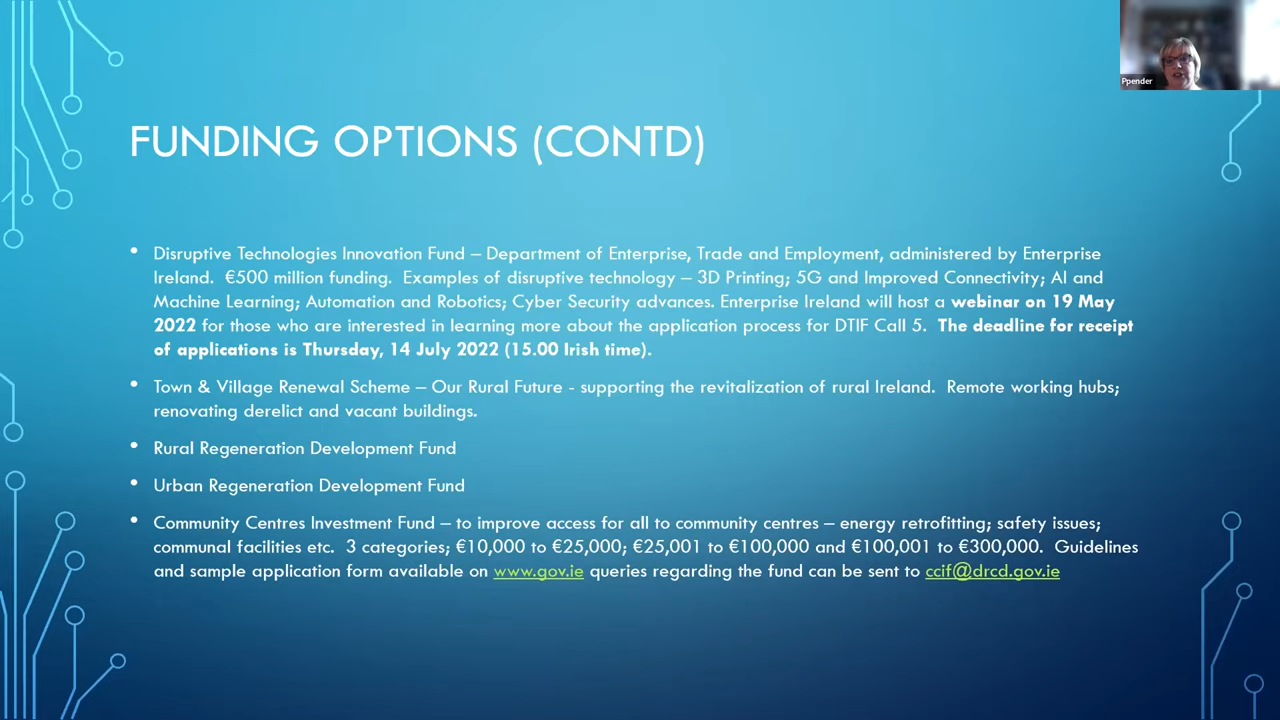 Ppender
FUNDING OPTIONS (CONTD)
• Disruptive Technologies Innovation Fund – Department of Enterprise, Trade and Employment, administered by Enterprise
Ireland. €500 million funding. Examples of disruptive technology – 3D Printing; 5G and Improved Connectivity; AI and
Machine Learning; Automation and Robotics; Cyber Security advances. Enterprise Ireland will host a webinar on 19 May
2022 for those who are interested in learning more about the application process for DTIF Call 5. The deadline for receipt
of applications is Thursday, 14 July 2022 (15.00 Irish time).
• Town & Village Renewal Scheme – Our Rural Future - supporting the revitalization of rural Ireland. Remote working hubs;
renovating derelict and vacant buildings.
• Rural Regeneration Development Fund
• Urban Regeneration Development Fund
• Community Centres Investment Fund – to improve access for all to community centres – energy retrofitting; safety issues;
communal facilities etc. 3 categories; €10,000 to €25,000; €25,001 to €100,000 and €100,001 to €300,000. Guidelines
and sample application form available on www.gov.ie queries regarding the fund can be sent to ccif@drcd.gov.ie